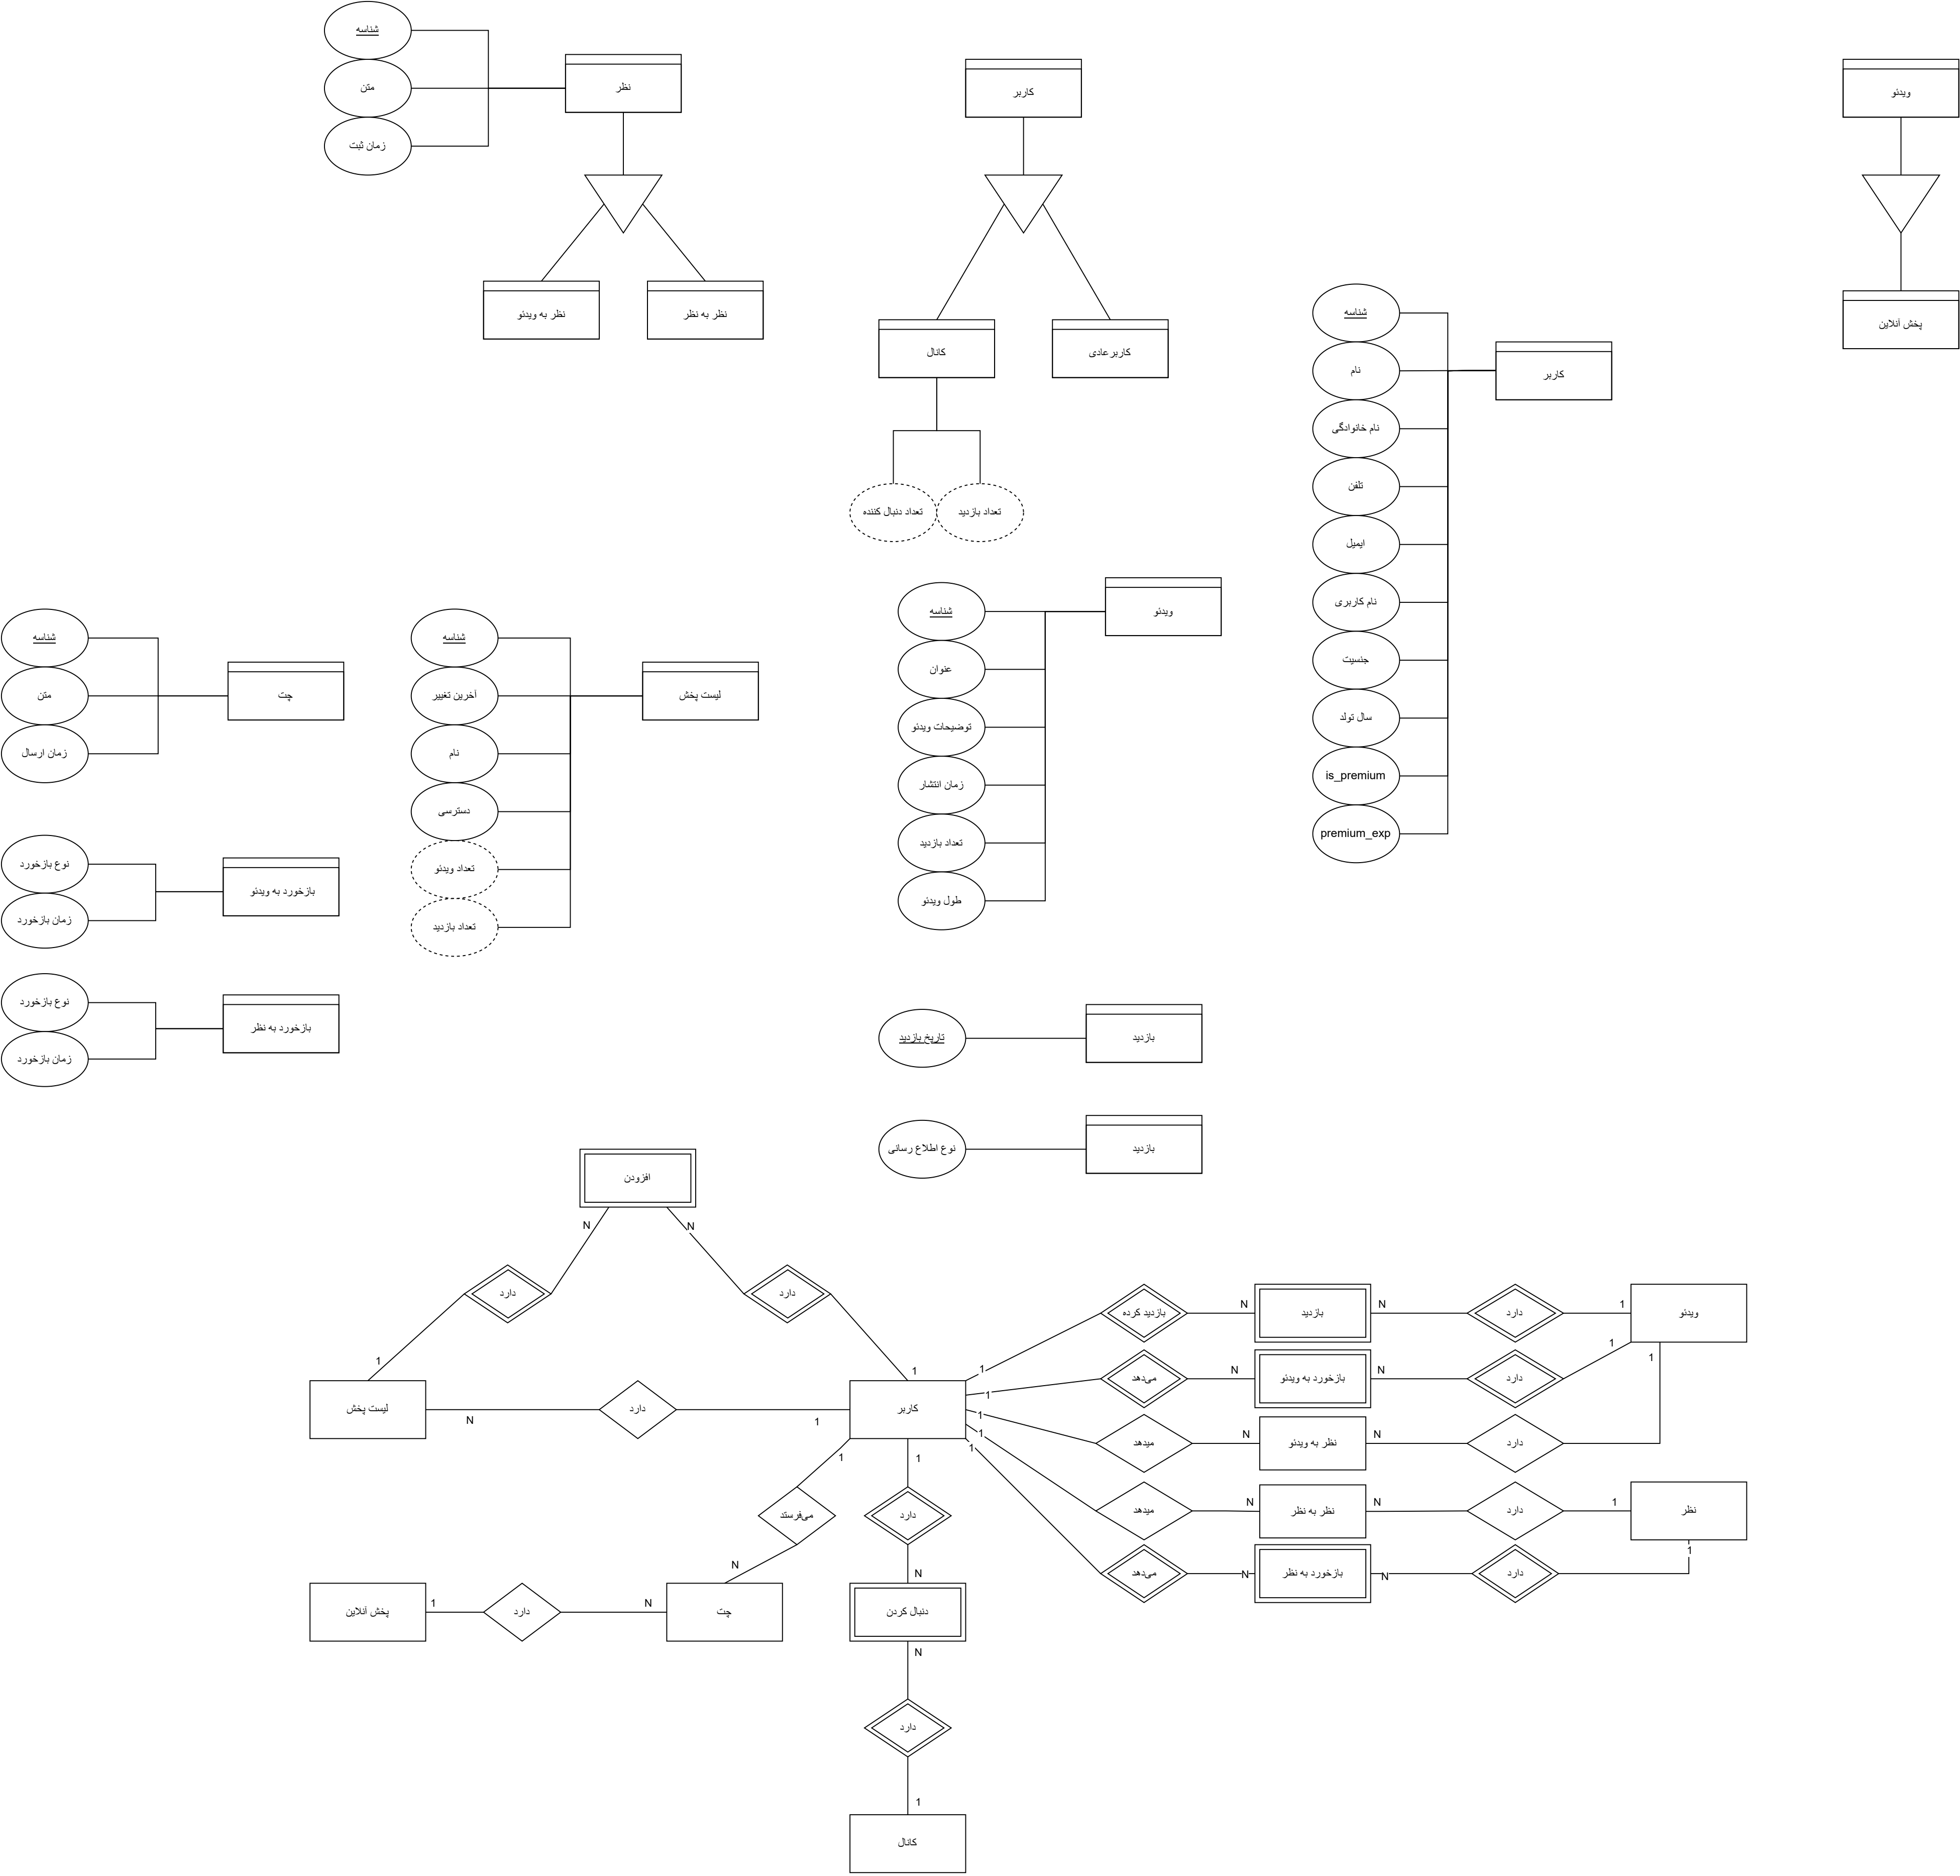 شناسه
متن
زمان ثبت
نظر
نظر به ویدئو
نظر به نظر
کاربر
کانال
کاربرعادی
تعداد دنبال کننده
تعداد بازدید
ویدئو
پخش آنلاین
شناسه
نام
نام خانوادگی
تلفن
ایمیل
نام کاربری
جنسیت
سال تولد
is_premium
premium_exp
کاربر
شناسه
متن
زمان ارسال
چت
شناسه
آخرین تغییر
نام
دسترسی
تعداد ویدئو
تعداد بازدید
لیست پخش
شناسه
عنوان
توضیحات ویدئو
زمان انتشار
تعداد بازدید
طول ویدئو
ویدئو
نوع بازخورد
زمان بازخورد
بازخورد به ویدئو
نوع بازخورد
زمان بازخورد
بازخورد به نظر
تاریخ بازدید
بازدید
نوع اطلاع رسانی
بازدید
افزودن
N
N
دارد
دارد
1
1
لیست پخش
N
دارد
1
کاربر
1
بازدید کرده
N
بازدید
N
دارد
1
ویدئو
1
می‌دهد
N
بازخورد به ویدئو
N
دارد
1
1
میدهد
N
نظر به ویدئو
N
دارد
1
1
میدهد
N
نظر به نظر
N
دارد
1
نظر
1
می‌دهد
N
بازخورد به نظر
N
دارد
1
1
می‌فرستد
N
1
دارد
N
پخش آنلاین
1
دارد
N
چت
دنبال کردن
N
دارد
1
کانال